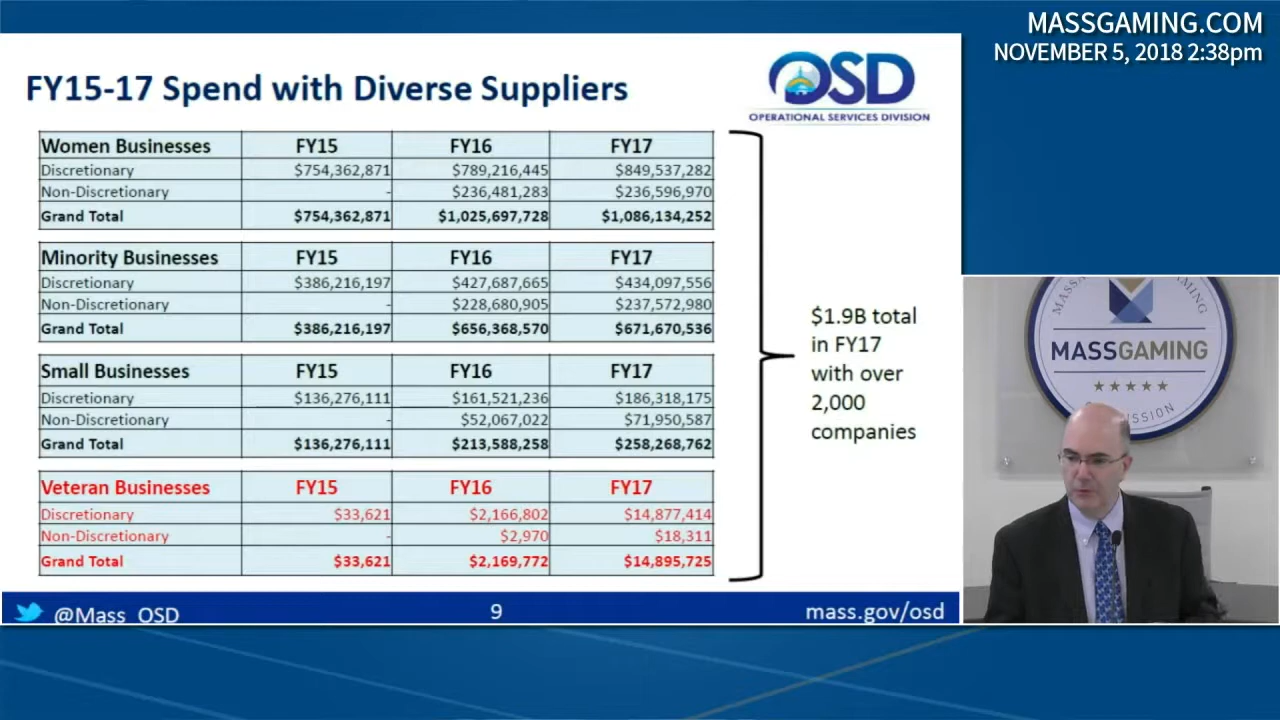 MASSGAMING.COM
NOVEMBER 5, 2018 2:38pm
FY15-17 Spend with Diverse Suppliers
OSD
OPERATIONAL SERVICES DIVISION
Women Businesses FY15 FY16 FY17
Discretionary $754,362,871 $789,216,445 $849,537,282
Non-Discretionary - $236,481,283 $236,596,970
Grand Total $754,362,871 $1,025,697,728 $1,086,134,252
Minority Businesses FY15 FY16 FY17
Discretionary $386,216,197 $427,687,665 $434,097,556
Non-Discretionary - $228,680,905 $237,572,980
Grand Total $386,216,197 $656,368,570 $671,670,536
Small Businesses FY15 FY16 FY17
Discretionary $136,276,111 $161,521,236 $186,318,175
Non-Discretionary - $52,067,022 $71,950,587
Grand Total $136,276,111 $213,588,258 $258,268,762
Veteran Businesses FY15 FY16 FY17
Discretionary $33,621 $2,166,802 $14,877,414
Non-Discretionary - $2,970 $18,311
Grand Total $33,621 $2,169,772 $14,895,725
$1.9B total
in FY17
with over
2,000
companies
@Mass_OSD 9 mass.gov/osd
MASSGAMING